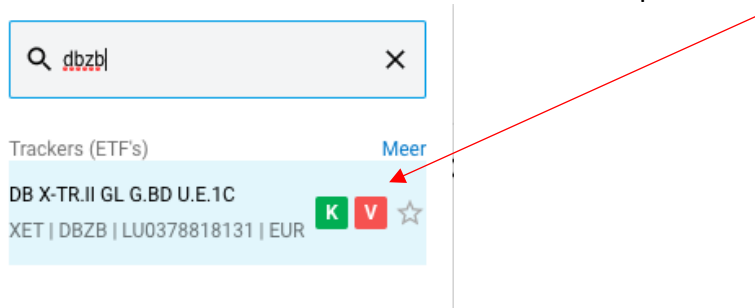 dbzb
Trackers (ETF's) Meer
DB X-TR.II GL G.BD U.E.1C
K V
XET | DBZB | LU0378818131 | EUR